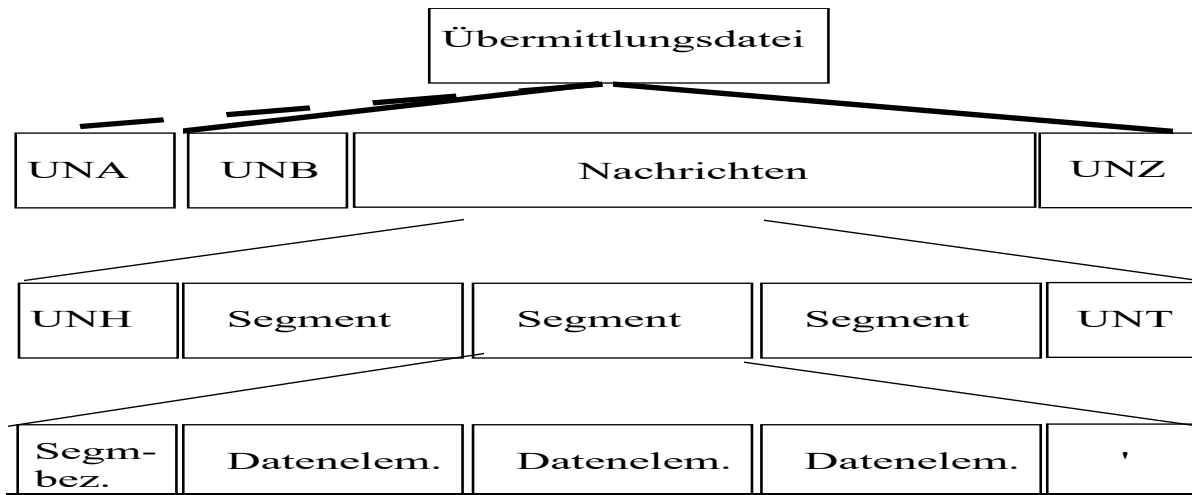 Übermittlungsdatei
UNA UNB Nachrichten UNZ
UNH Segment Segment Segment UNT
Segm-
bez. Datenelem. Datenelem. Datenelem. '